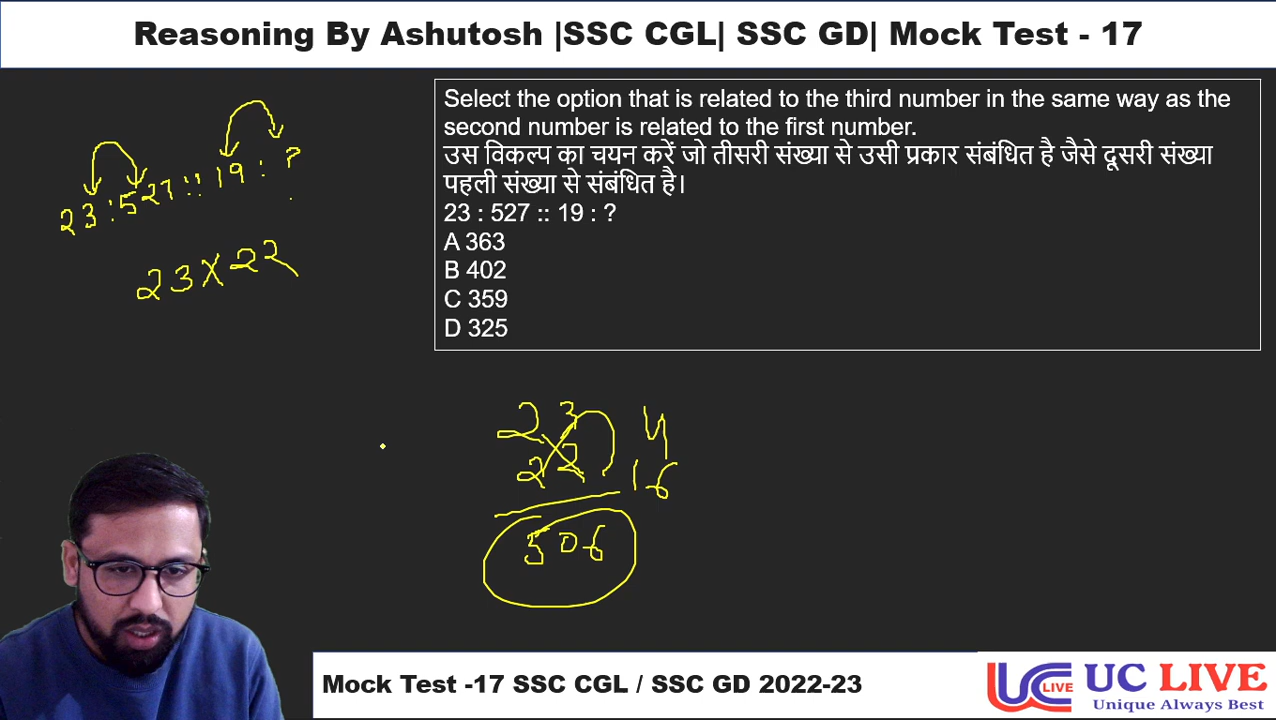 Reasoning By Ashutosh |SSC CGL| SSC GD| Mock Test - 17
Select the option that is related to the third number in the same way as the
second number is related to the first number.
उस विकल्प का चयन करें जो तीसरी संख्या से उसी प्रकार संबंधित है जैसे दूसरी संख्या
पहली संख्या से संबंधित है।
23 : 527 :: 19 : ?
A 363
B 402
C 359
D 325
23 : 527 :: 19 : ?
23 X 22
23 4
22 16
506
Mock Test -17 SSC CGL / SSC GD 2022-23
UC LIVE
UC LIVE
Unique Always Best